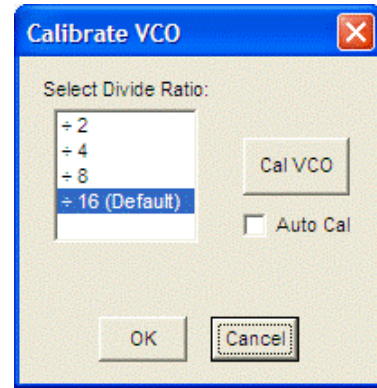 Calibrate VCO
Select Divide Ratio:
÷ 2
÷ 4
÷ 8
÷ 16 (Default)
Cal VCO
Auto Cal
OK
Cancel